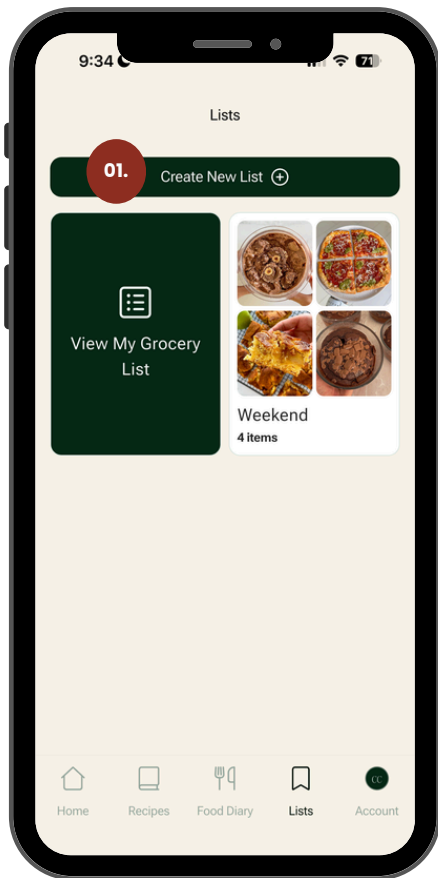 9:34
71
Lists
01.
Create New List
View My Grocery
List
Weekend
4 items
Home
Recipes
Food Diary
Lists
CC
Account